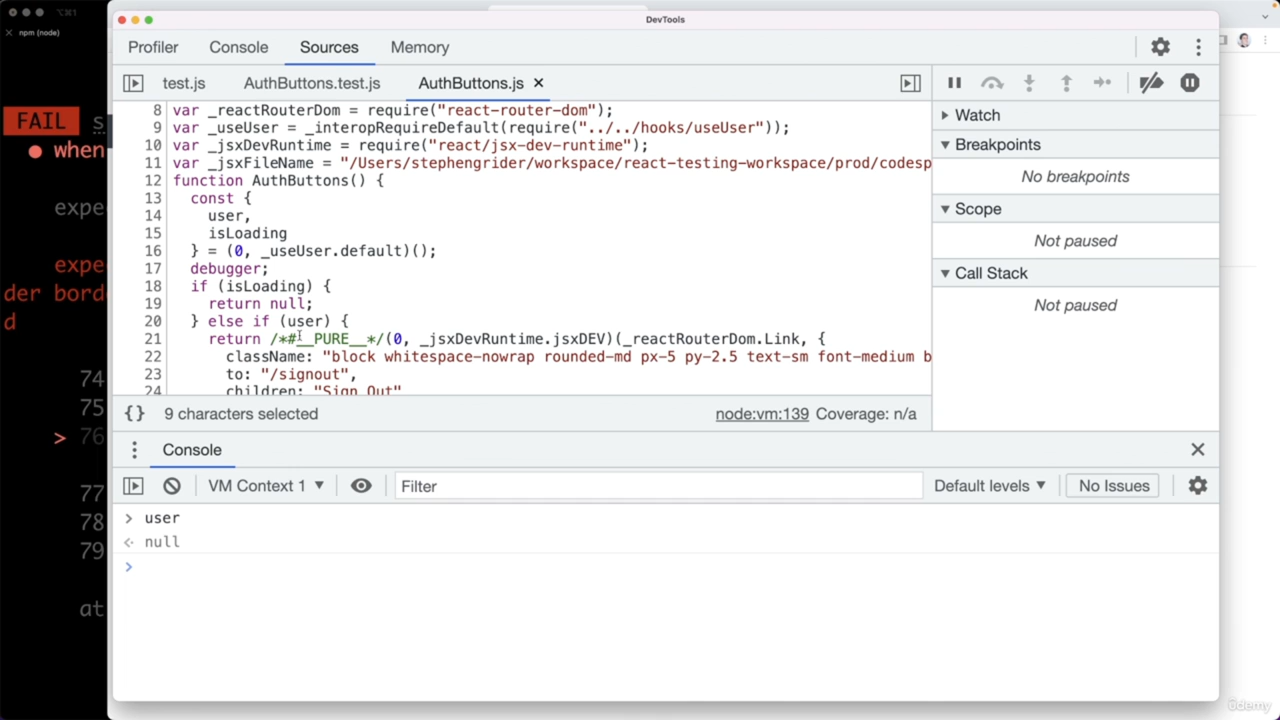 ⌥⌘1
DevTools
npm (node)
Profiler Console Sources Memory
test.js AuthButtons.test.js AuthButtons.js
8 var _reactRouterDom = require("react-router-dom");
9 var _useUser = _interopRequireDefault(require("../../hooks/useUser"));
10 var _jsxDevRuntime = require("react/jsx-dev-runtime");
11 var _jsxFileName = "/Users/stephengrider/workspace/react-testing-workspace/prod/codesp
12 function AuthButtons() {
13 const {
14 user,
15 isLoading
16 } = (0, _useUser.default)();
17 debugger;
18 if (isLoading) {
19 return null;
20 } else if (user) {
21 return /*#__PURE__*/(0, _jsxDevRuntime.jsxDEV)(_reactRouterDom.Link, {
22 className: "block whitespace-nowrap rounded-md px-5 py-2.5 text-sm font-medium b
23 to: "/signout",
24 children: "Sign Out"
{} 9 characters selected node:vm:139 Coverage: n/a
Watch
Breakpoints
No breakpoints
Scope
Not paused
Call Stack
Not paused
Console
VM Context 1 ▼ Filter Default levels ▼ No Issues
> user
null
>
FAIL s
● when
expe
expe
der bord
d
74
75
> 76
77
78
79
at
ûdemy